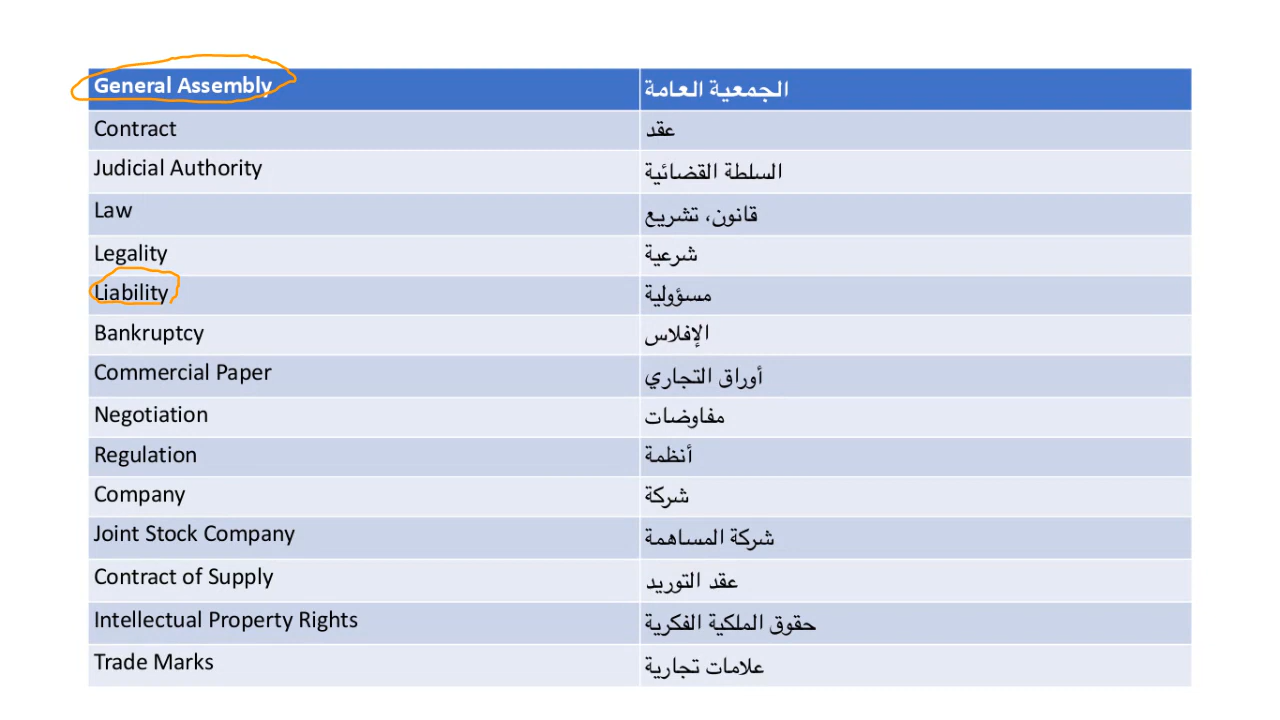 General Assembly الجمعية العامة
Contract عقد
Judicial Authority السلطة القضائية
Law قانون، تشريع
Legality شرعية
Liability مسؤولية
Bankruptcy الإفلاس
Commercial Paper أوراق التجاري
Negotiation مفاوضات
Regulation أنظمة
Company شركة
Joint Stock Company شركة المساهمة
Contract of Supply عقد التوريد
Intellectual Property Rights حقوق الملكية الفكرية
Trade Marks علامات تجارية